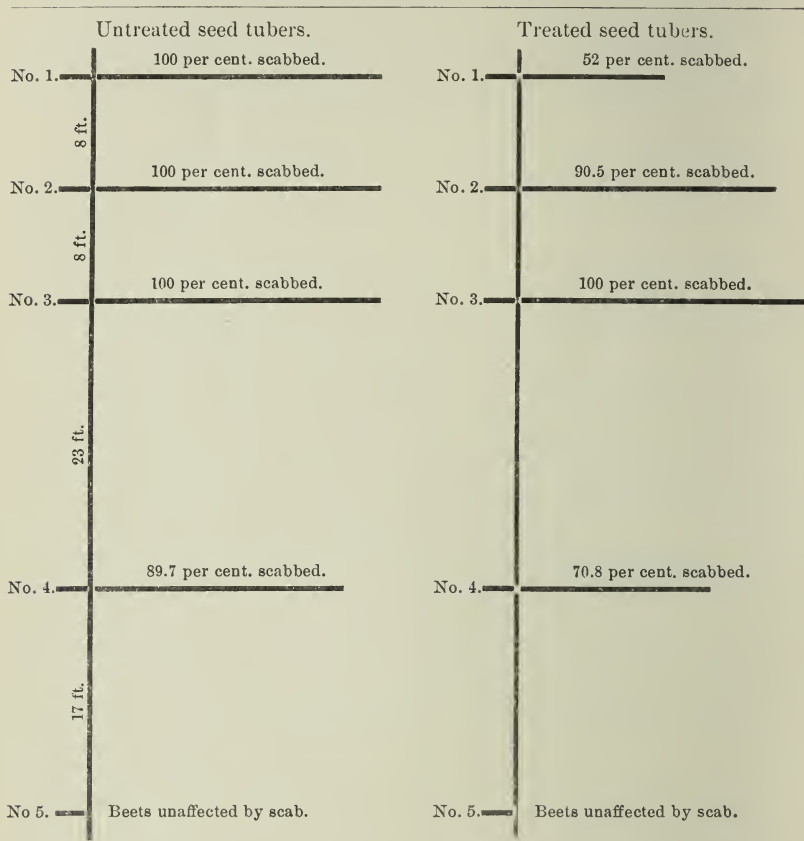 Untreated seed tubers.
100 per cent. scabbed.
No. 1.
8 ft.
100 per cent. scabbed.
No. 2.
8 ft.
100 per cent. scabbed.
No. 3.
23 ft.
89.7 per cent. scabbed.
No. 4.
17 ft.
No 5. Beets unaffected by scab.
Treated seed tubers.
52 per cent. scabbed.
No. 1.
90.5 per cent. scabbed.
No. 2.
100 per cent. scabbed.
No. 3.
70.8 per cent. scabbed.
No. 4.
No. 5. Beets unaffected by scab.